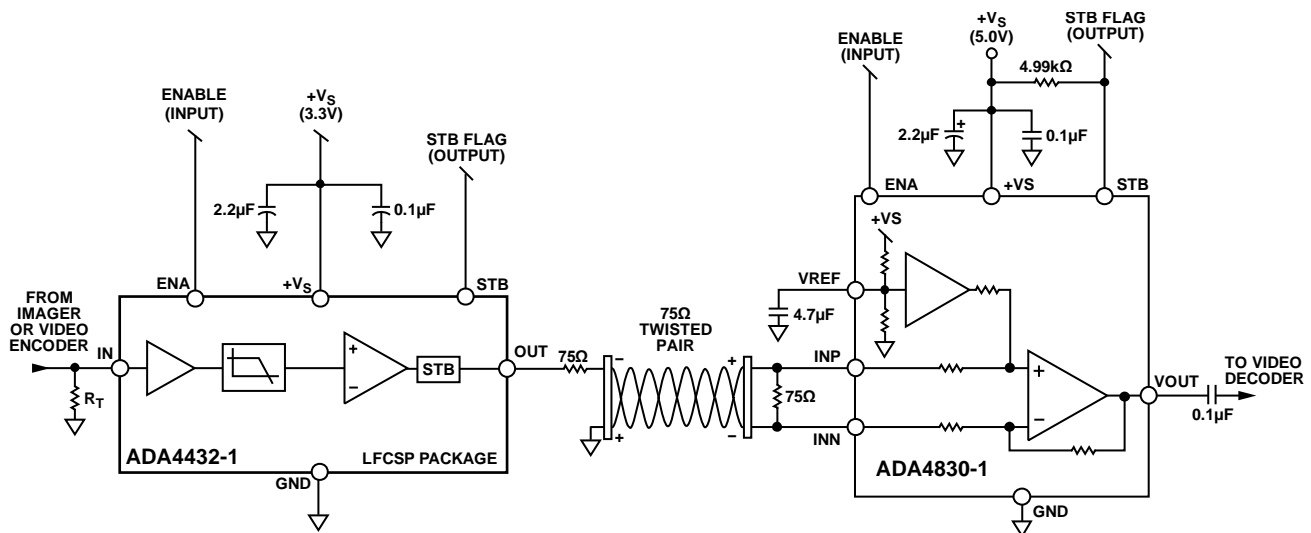 ENABLE
(INPUT)
+VS
(3.3V)
STB FLAG
(OUTPUT)
2.2µF
0.1µF
ENA
+VS
STB
FROM
IMAGER
OR VIDEO
ENCODER
IN
RT
+
−
STB
OUT
ADA4432-1
LFCSP PACKAGE
GND
75Ω
75Ω
TWISTED
PAIR
−
+
+
−
75Ω
ENABLE
(INPUT)
+VS
(5.0V)
STB FLAG
(OUTPUT)
4.99kΩ
2.2µF
+
0.1µF
ENA
+VS
STB
+VS
VREF
4.7µF
INP
INN
+
−
VOUT
TO VIDEO
DECODER
0.1µF
ADA4830-1
GND